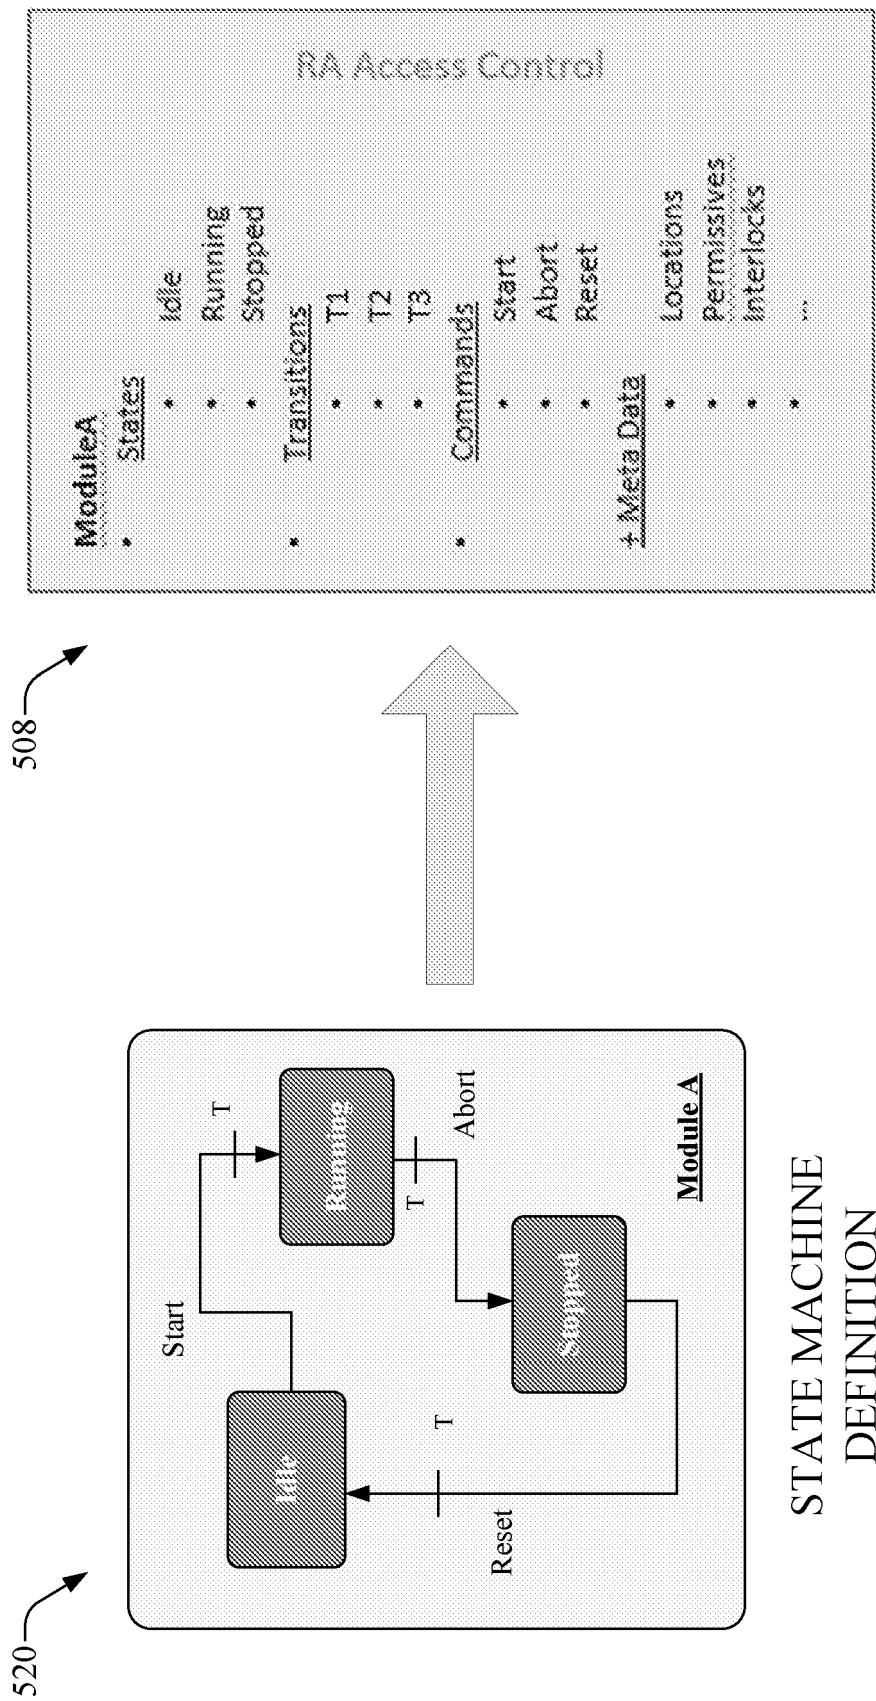 520
Idle
Start
T
Running
T
Abort
Stopped
T
Reset
Module A
STATE MACHINE
DEFINITION
508
ModuleA
• States
• Idle
• Running
• Stopped
• Transitions
• T1
• T2
• T3
• Commands
• Start
• Abort
• Reset
+ Meta Data
• Locations
• Permissives
• Interlocks
• ...
RA Access Control